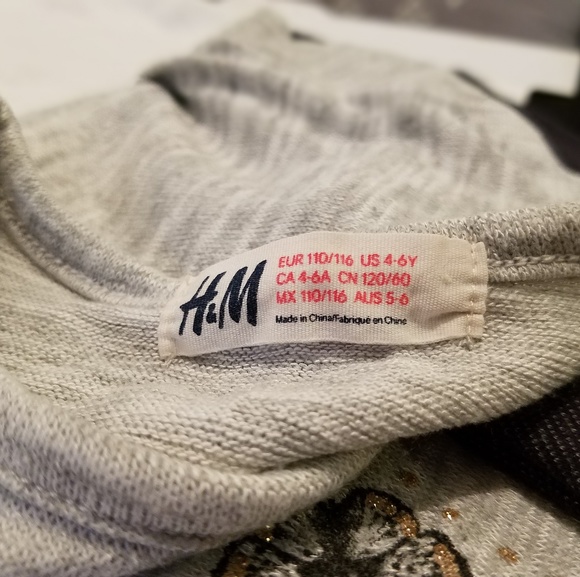 H&M
EUR 110/116 US 4-6Y
CA 4-6A CN 120/60
MX 110/116 AUS 5-6
Made in China/Fabriqué en Chine